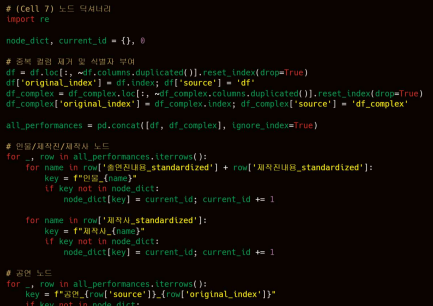 # (Cell 7) 노드 딕셔너리
import re
node_dict, current_id = {}, 0
# 중복 컬럼 제거 및 식별자 부여
df = df.loc[:, ~df.columns.duplicated()].reset_index(drop=True)
df['original_index'] = df.index; df['source'] = 'df'
df_complex = df_complex.loc[:, ~df_complex.columns.duplicated()].reset_index(drop=True)
df_complex['original_index'] = df_complex.index; df_complex['source'] = 'df_complex'
all_performances = pd.concat([df, df_complex], ignore_index=True)
# 인물/제작진/제작사 노드
for _, row in all_performances.iterrows():
    for name in row['출연진내용_standardized'] + row['제작진내용_standardized']:
        key = f"인물_{name}"
        if key not in node_dict:
            node_dict[key] = current_id; current_id += 1
    for name in row['제작사_standardized']:
        key = f"제작사_{name}"
        if key not in node_dict:
            node_dict[key] = current_id; current_id += 1
# 공연 노드
for _, row in all_performances.iterrows():
    key = f"공연_{row['source']}_{row['original_index']}"
    if key not in node_dict: